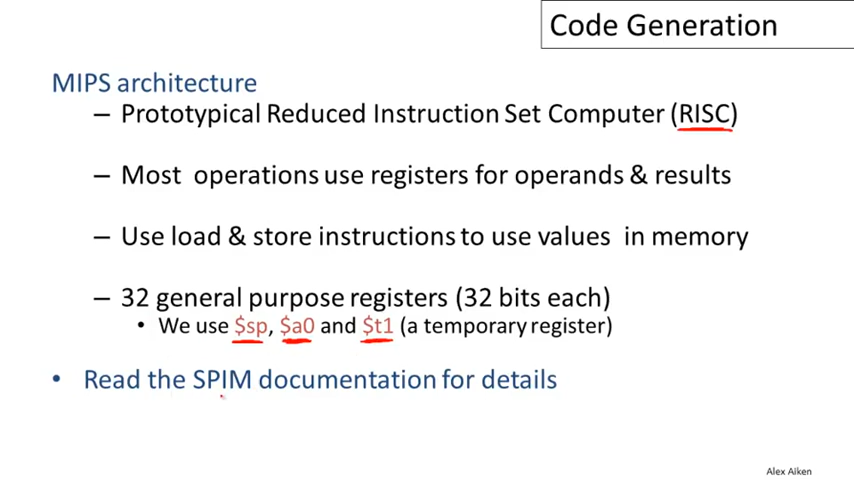 Code Generation
MIPS architecture
– Prototypical Reduced Instruction Set Computer (RISC)
– Most operations use registers for operands & results
– Use load & store instructions to use values in memory
– 32 general purpose registers (32 bits each)
• We use $sp, $a0 and $t1 (a temporary register)
• Read the SPIM documentation for details
Alex Aiken